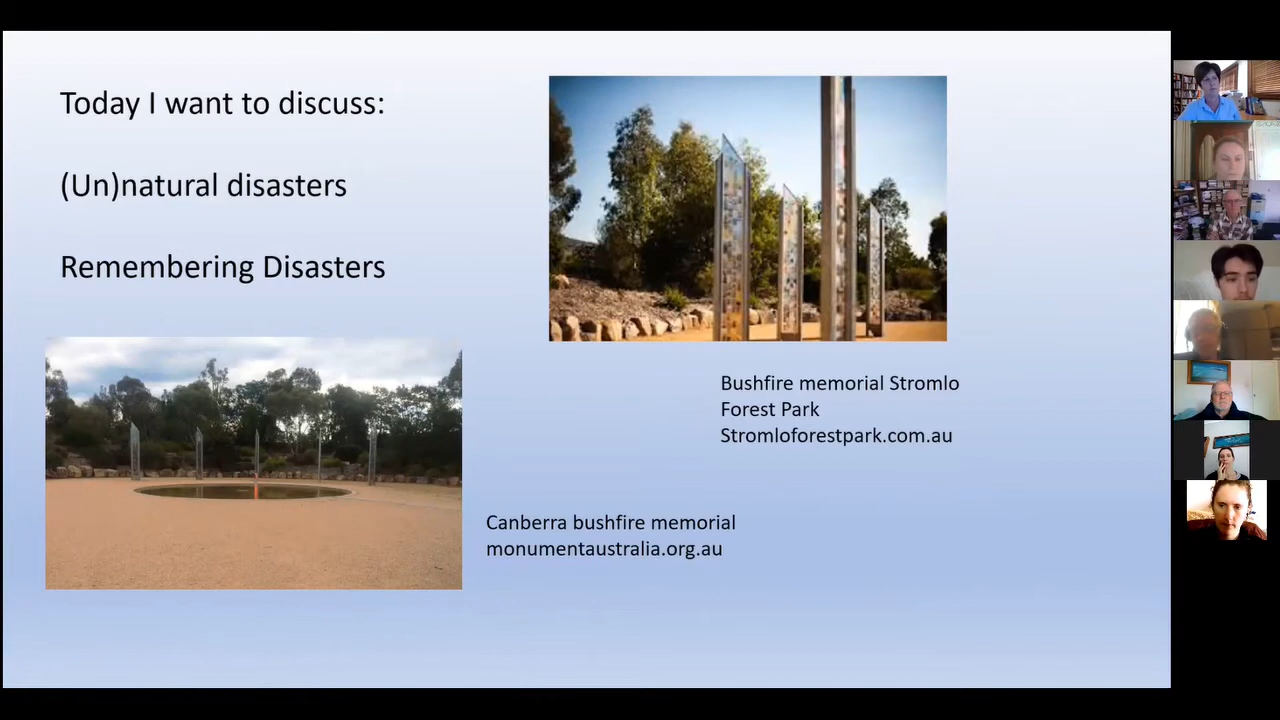 Today I want to discuss:
(Un)natural disasters
Remembering Disasters
Bushfire memorial Stromlo
Forest Park
Stromloforestpark.com.au
Canberra bushfire memorial
monumentaustralia.org.au